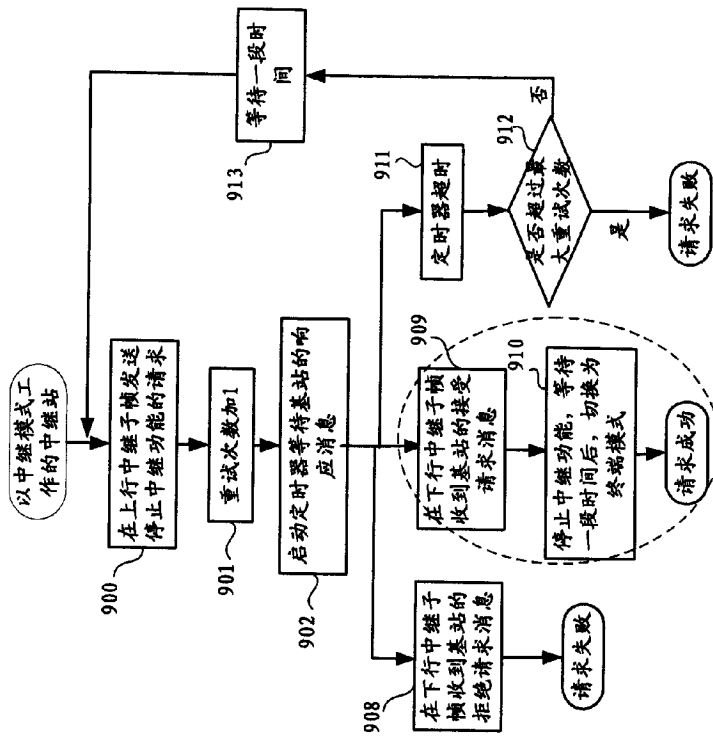 以中继模式工
作的中继站
在上行中继子帧发送
停止中继功能的请求
900
重试次数加1
901
启动定时器等待基站的响
应消息
902
在下行中继子
帧收到基站的
拒绝请求消息
908
请求失败
在下行中继子帧
收到基站的接受
请求消息
909
停止中继功能，等待
一段时间后，切换为
终端模式
910
请求成功
定时器超时
911
是否超过最
大重试次数
912
是
否
请求失败
等待一段时
间
913